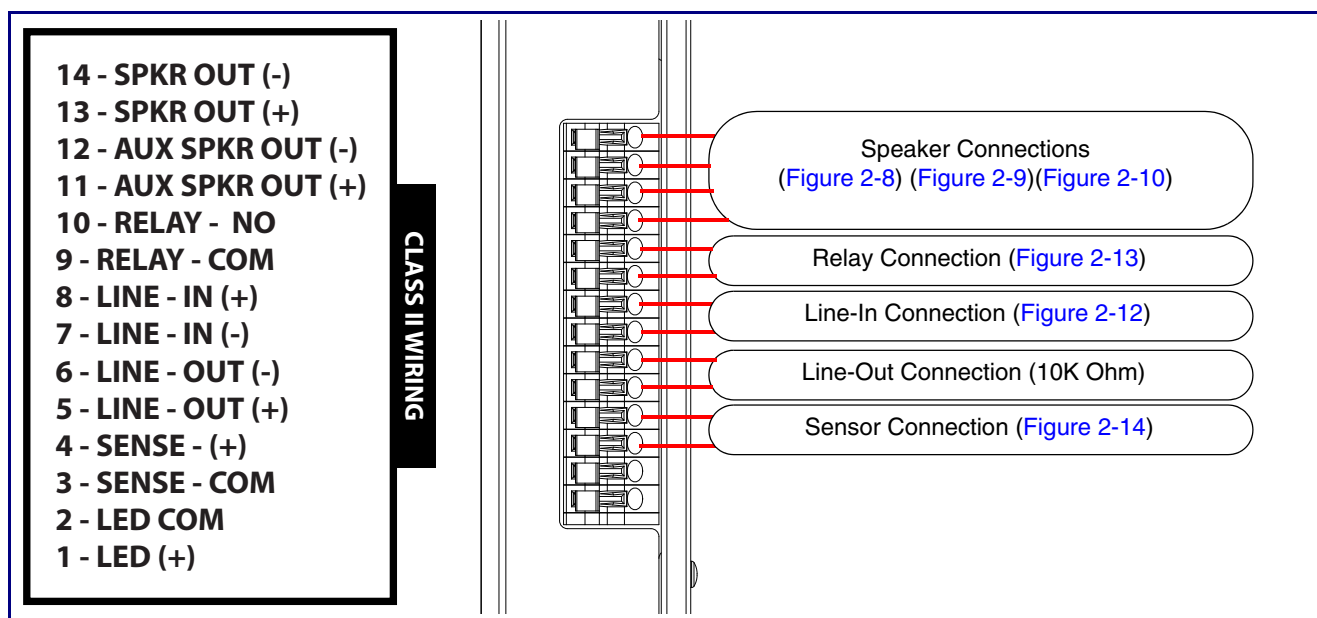 14 - SPKR OUT (-)
13 - SPKR OUT (+)
12 - AUX SPKR OUT (-)
11 - AUX SPKR OUT (+)
10 - RELAY -  NO
9 - RELAY - COM
8 - LINE - IN (+)
7 - LINE - IN (-)
6 - LINE - OUT (-)
5 - LINE - OUT (+)
4 - SENSE - (+)
3 - SENSE - COM
2 - LED COM
1 - LED (+)
CLASS II WIRING
Speaker Connections
(Figure 2-8) (Figure 2-9)(Figure 2-10)
Relay Connection (Figure 2-13)
Line-In Connection (Figure 2-12)
Line-Out Connection (10K Ohm)
Sensor Connection (Figure 2-14)